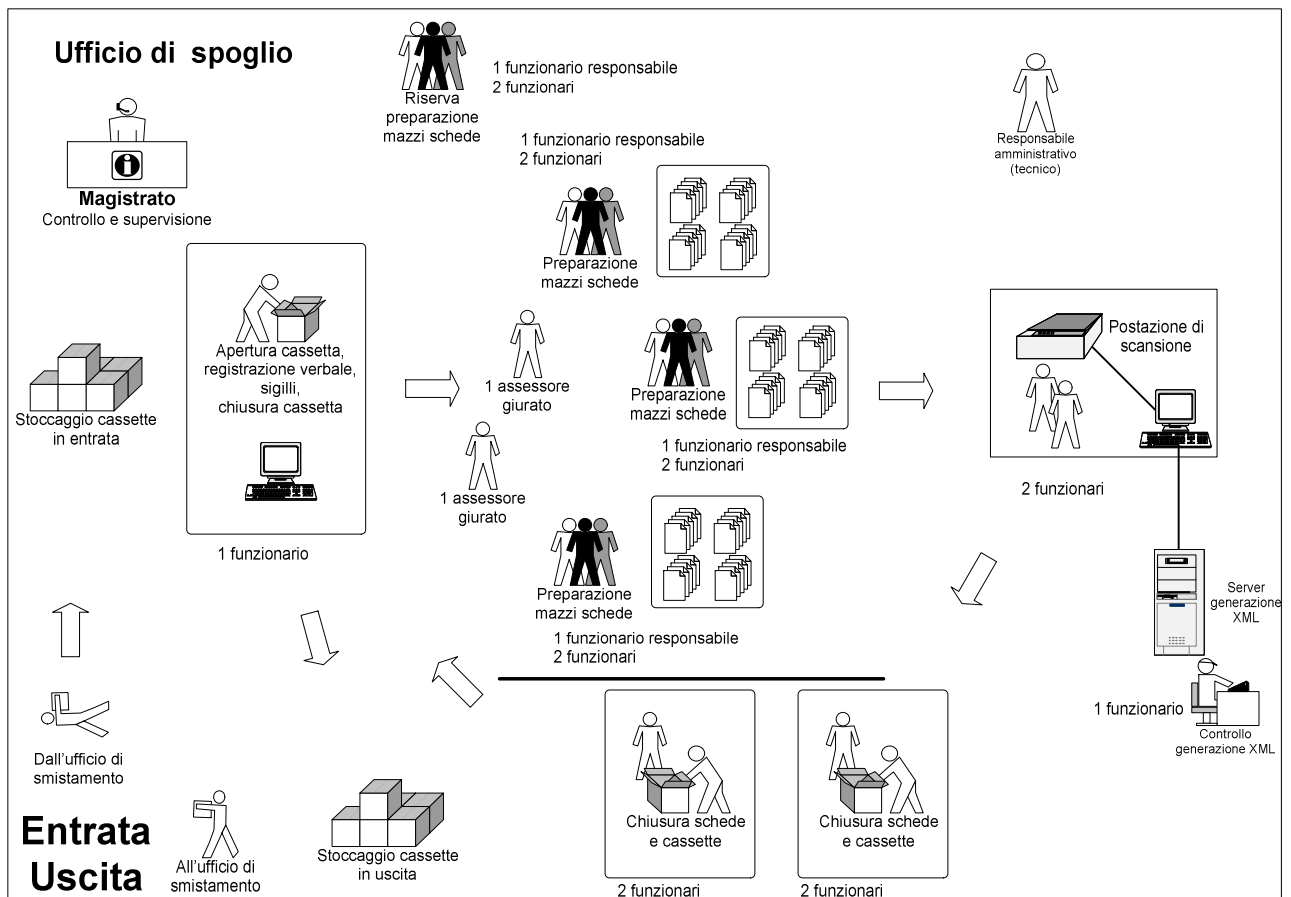 Ufficio di spoglio
1 funzionario responsabile
2 funzionari
Riserva
preparazione
mazzi schede
Responsabile
amministrativo
(tecnico)
1 funzionario responsabile
2 funzionari
Magistrato
Controllo e supervisione
Preparazione
mazzi schede
Apertura cassetta,
registrazione verbale,
sigilli,
chiusura cassetta
Stoccaggio cassette
in entrata
1 assessore
giurato
Preparazione
mazzi schede
1 funzionario responsabile
2 funzionari
Postazione di
scansione
2 funzionari
1 assessore
giurato
1 funzionario
Preparazione
mazzi schede
1 funzionario responsabile
2 funzionari
Server
generazione
XML
1 funzionario
Controllo
generazione XML
Dall'ufficio di
smistamento
Entrata
Uscita
All'ufficio di
smistamento
Stoccaggio cassette
in uscita
Chiusura schede
e cassette
2 funzionari
Chiusura schede
e cassette
2 funzionari